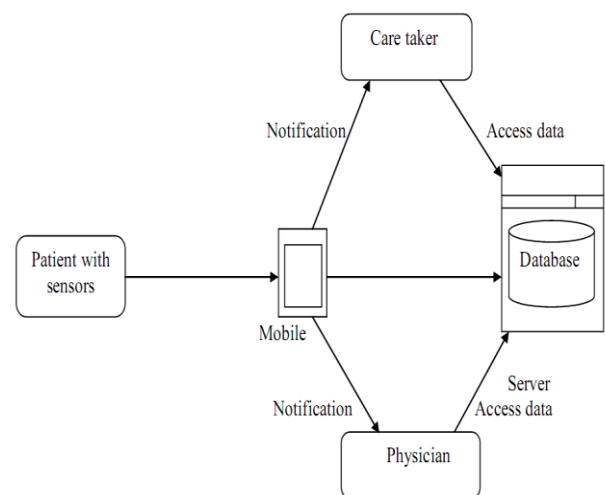 Care taker
Notification
Access data
Patient with
sensors
Database
Mobile
Notification
Server
Access data
Physician